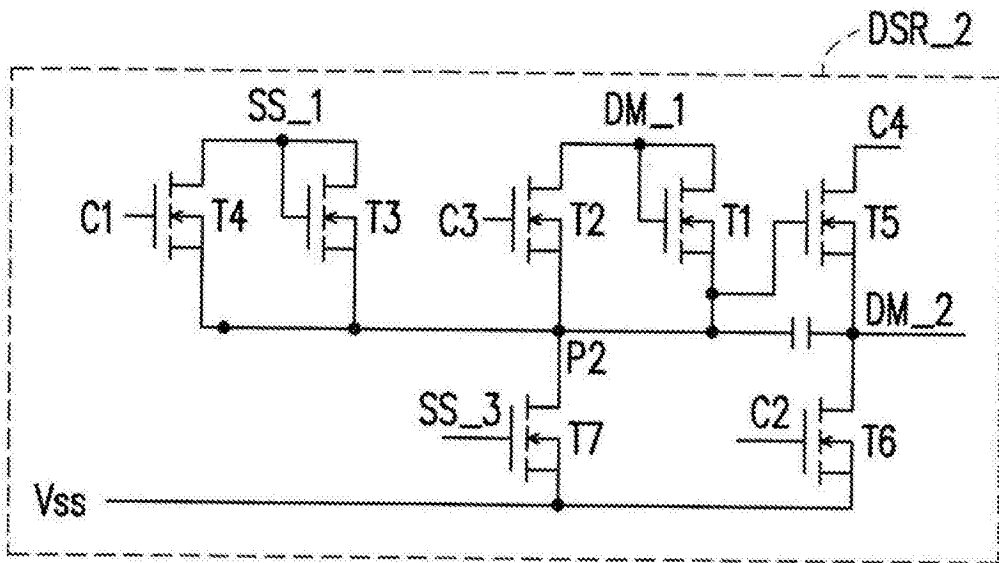 DSR_2
SS_1
DM_1
C4
C1
T4
T3
C3
T2
T1
T5
DM_2
P2
SS_3
T7
C2
T6
Vss